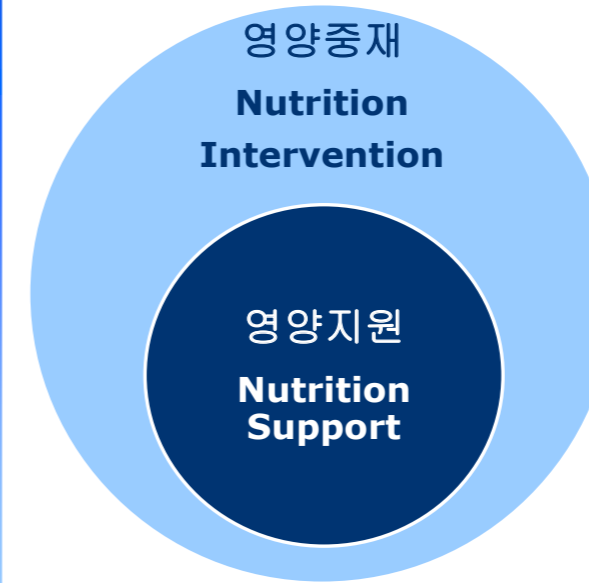 영양중재
Nutrition
Intervention
영양지원
Nutrition
Support